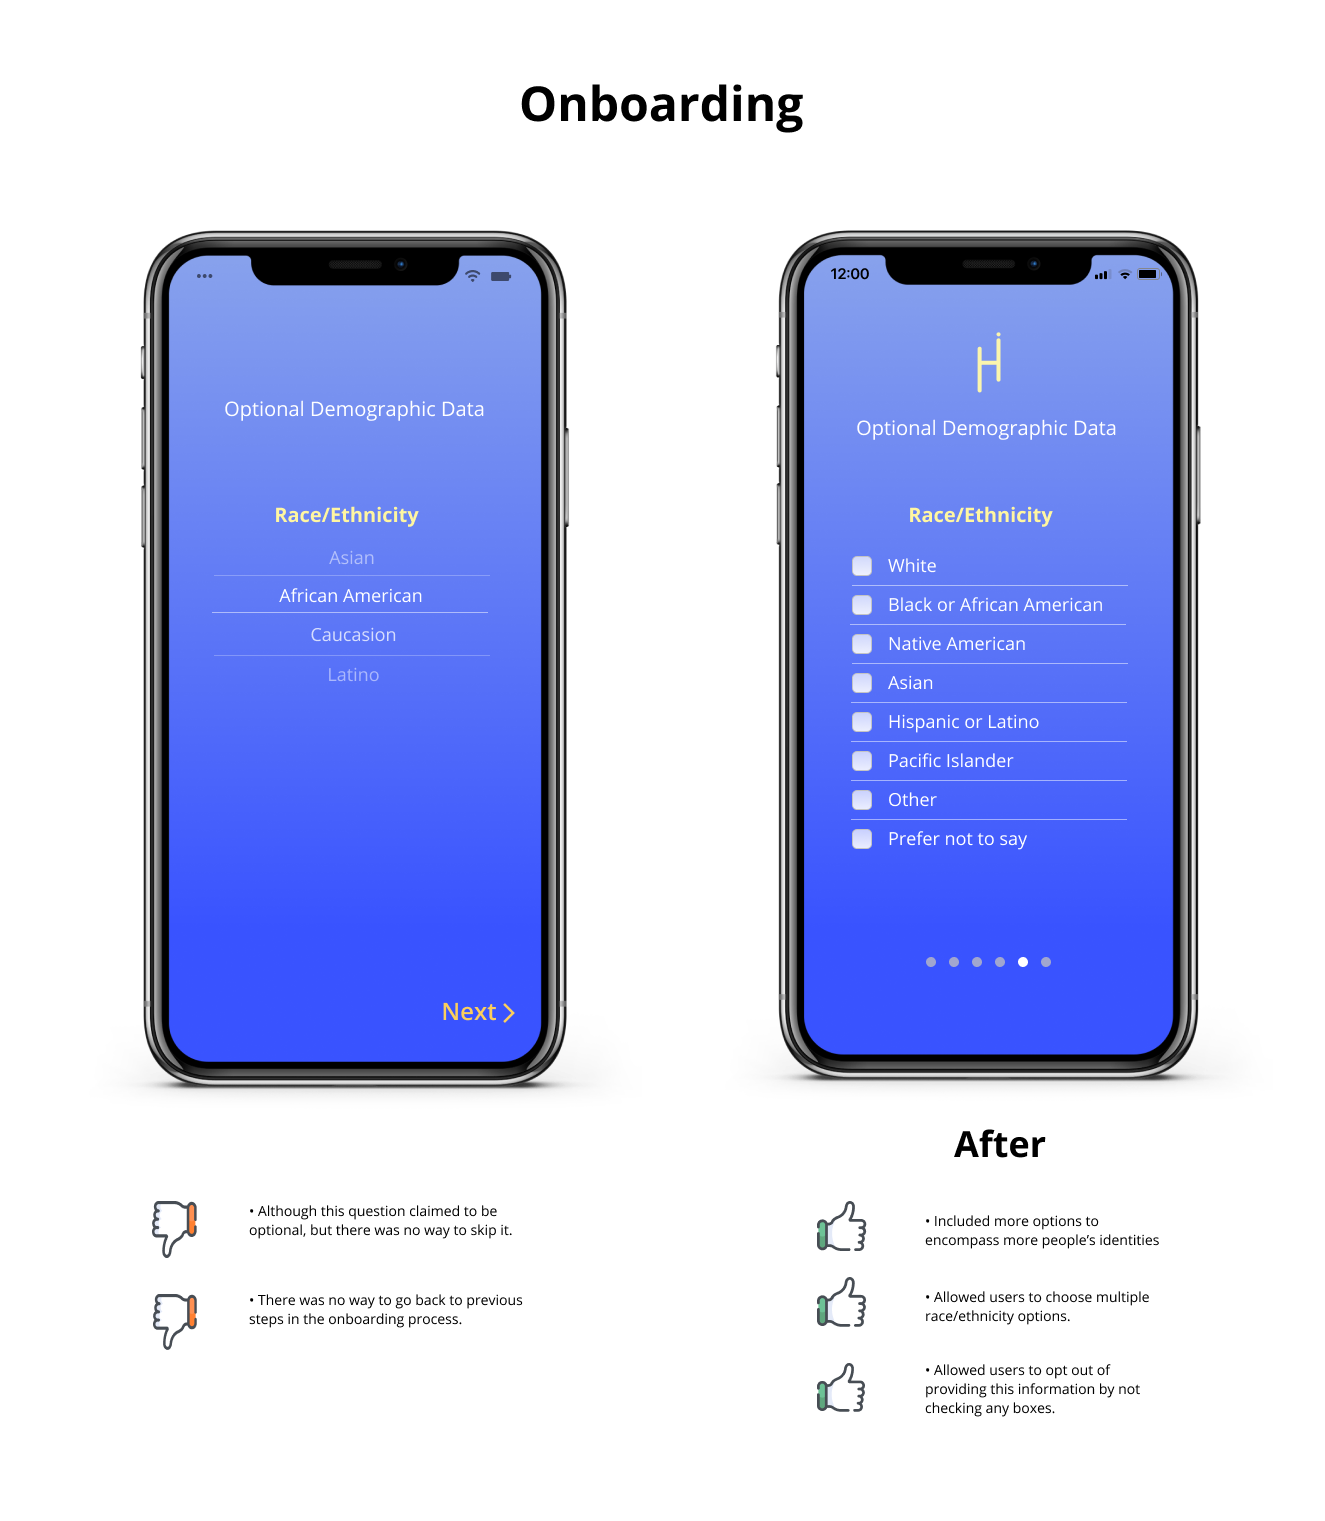 Onboarding
Optional Demographic Data
Race/Ethnicity
Asian
African American
Caucasion
Latino
Next
• Although this question claimed to be
optional, but there was no way to skip it.
• There was no way to go back to previous
steps in the onboarding process.
12:00
Hi
Optional Demographic Data
Race/Ethnicity
White
Black or African American
Native American
Asian
Hispanic or Latino
Pacific Islander
Other
Prefer not to say
After
• Included more options to
encompass more people’s identities
• Allowed users to choose multiple
race/ethnicity options.
• Allowed users to opt out of
providing this information by not
checking any boxes.